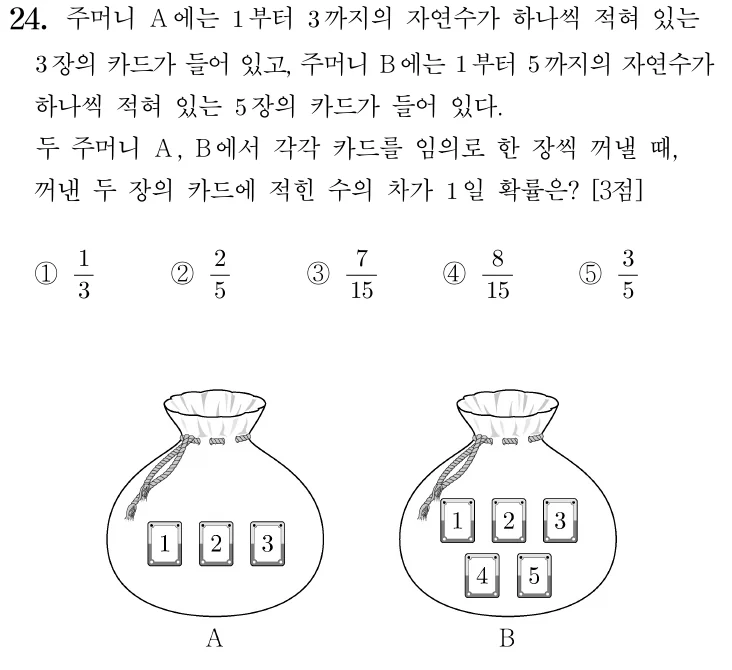 24. 주머니 A에는 1부터 3까지의 자연수가 하나씩 적혀 있는
3장의 카드가 들어 있고, 주머니 B에는 1부터 5까지의 자연수가
하나씩 적혀 있는 5장의 카드가 들어 있다.
두 주머니 A, B에서 각각 카드를 임의로 한 장씩 꺼낼 때,
꺼낸 두 장의 카드에 적힌 수의 차가 1일 확률은? [3점]
① 1/3 ② 2/5 ③ 7/15 ④ 8/15 ⑤ 3/5
1 2 3
1 2 3
4 5
A B